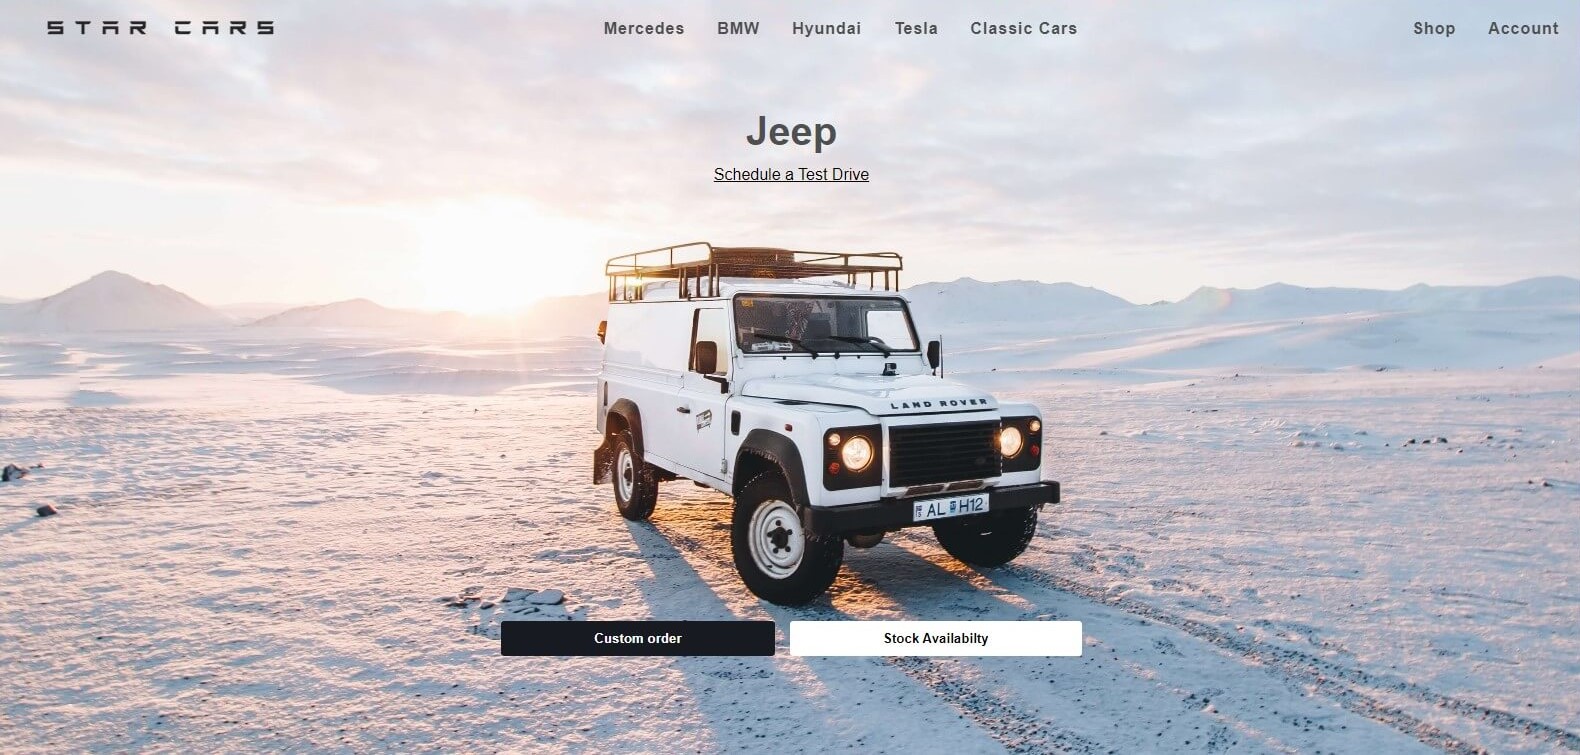 STAR CARS
Mercedes BMW Hyundai Tesla Classic Cars
Shop Account
Jeep
Schedule a Test Drive
LAND ROVER
AL H12
Custom order
Stock Availabilty